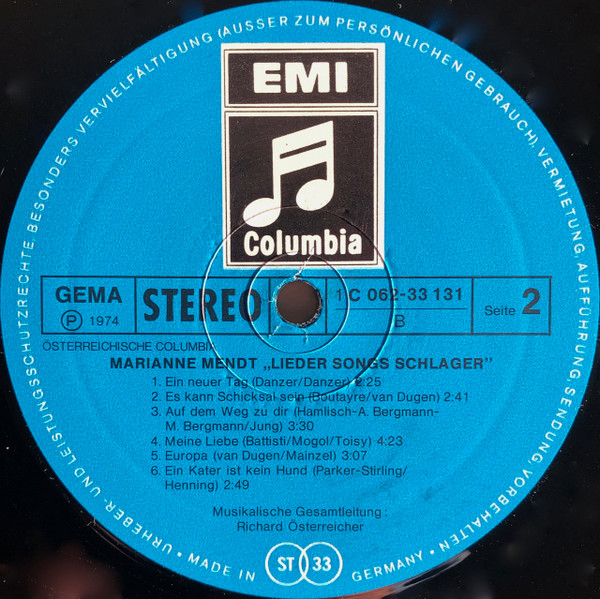 URHEBER- UND LEISTUNGSSCHUTZRECHTE, BESONDERS VERVIELFÄLTIGUNG (AUSSER ZUM PERSÖNLICHEN GEBRAUCH), VERMIETUNG, AUFFÜHRUNG, SENDUNG, VORBEHALTEN
EMI
Columbia
GEMA
Ⓟ 1974
STEREO
1 C 062-33 131
B
Seite 2
ÖSTERREICHISCHE COLUMBIA
MARIANNE MENDT „LIEDER SONGS SCHLAGER"
1. Ein neuer Tag (Danzer/Danzer) 2:25
2. Es kann Schicksal sein (Boutayre/van Dugen) 2:41
3. Auf dem Weg zu dir (Hamlisch-A. Bergmann-
M. Bergmann/Jung) 3:30
4. Meine Liebe (Battisti/Mogol/Toisy) 4:23
5. Europa (van Dugen/Mainzel) 3:07
6. Ein Kater ist kein Hund (Parker-Stirling/
Henning) 2:49
Musikalische Gesamtleitung:
Richard Österreicher
• MADE IN GERMANY •
ST 33